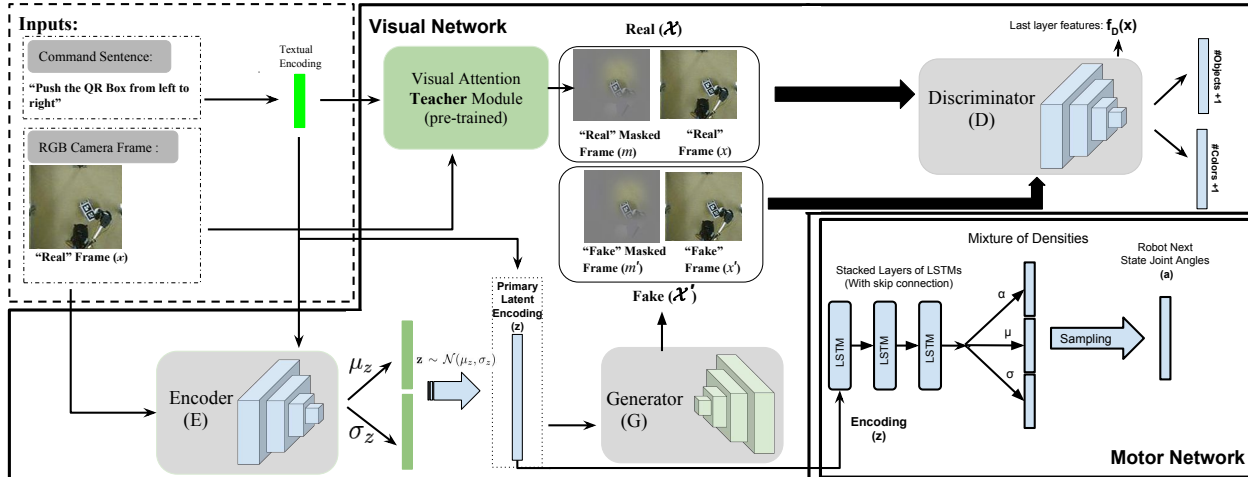 Inputs:
Command Sentence:
“Push the QR Box from left to
right”
RGB Camera Frame :
“Real” Frame (x)
Textual
Encoding
Visual Network
Visual Attention
Teacher Module
(pre-trained)
Real (𝒳)
“Real” Masked
Frame (m)
“Real”
Frame (x)
“Fake” Masked
Frame (m')
“Fake”
Frame (x')
Fake (𝒳')
Last layer features: f_D(x)
Discriminator
(D)
#Objects +1
#Colors +1
Encoder
(E)
μ_z
σ_z
z ∼ 𝒩(μ_z, σ_z)
Primary
Latent
Encoding
(z)
Generator
(G)
Mixture of Densities
Stacked Layers of LSTMs
(With skip connection)
LSTM
LSTM
LSTM
α
μ
σ
Sampling
Robot Next
State Joint Angles
(a)
Encoding
(z)
Motor Network